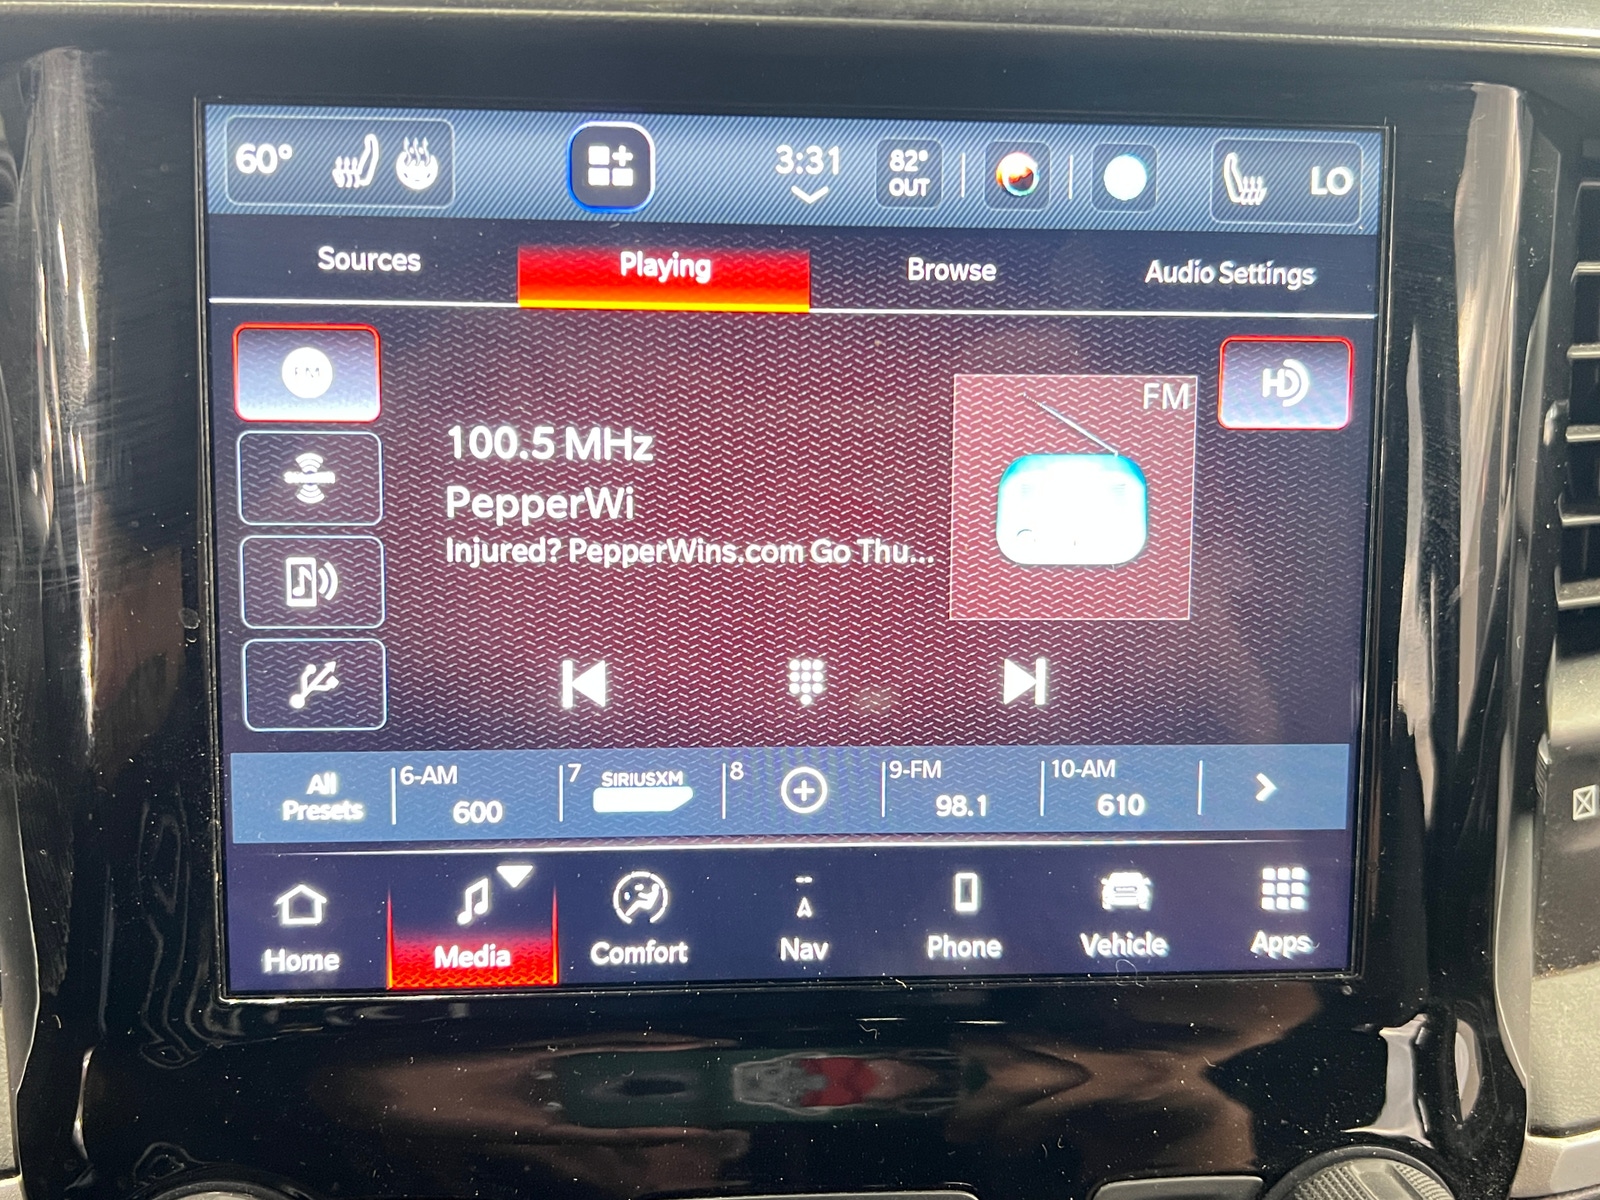 60°
3:31
82°
OUT
LO
Sources
Playing
Browse
Audio Settings
FM
HD
FM
100.5 MHz
PepperWi
Injured? PepperWins.com Go Thu...
All
Presets
6-AM
600
7
SIRIUSXM
8
9-FM
98.1
10-AM
610
Home
Media
Comfort
Nav
Phone
Vehicle
Apps